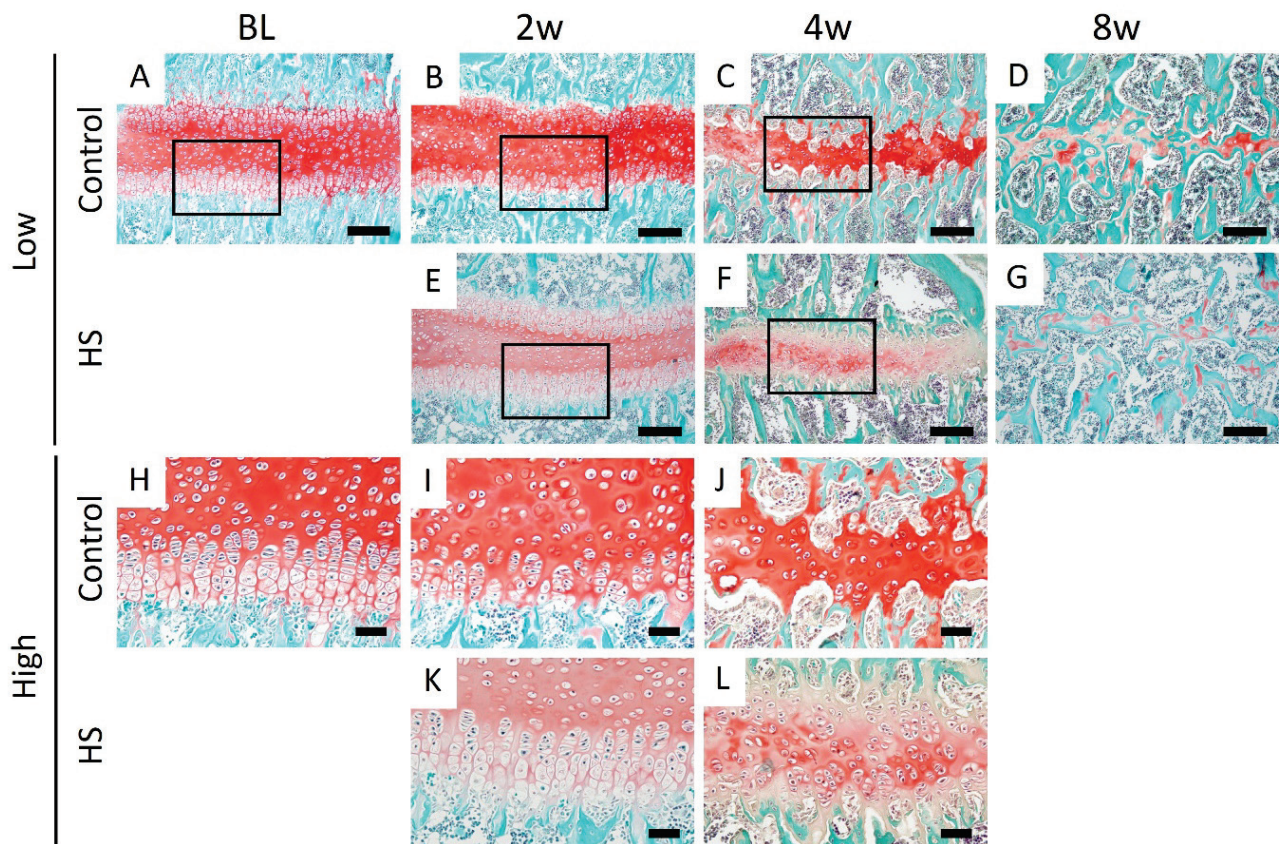 BL 2w 4w 8w
Low
Control
A B C D
HS
E F G
High
Control
H I J
HS
K L